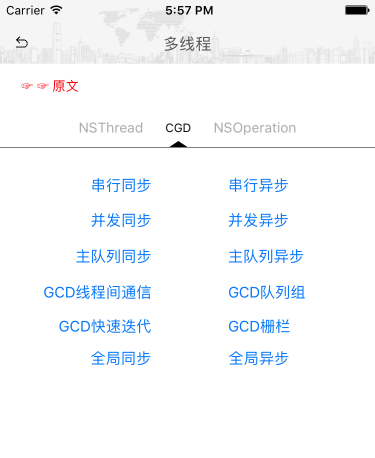 Carrier 5:57 PM
多线程
☞ ☞ 原文
NSThread CGD NSOperation
串行同步 串行异步
并发同步 并发异步
主队列同步 主队列异步
GCD线程间通信 GCD队列组
GCD快速迭代 GCD栅栏
全局同步 全局异步